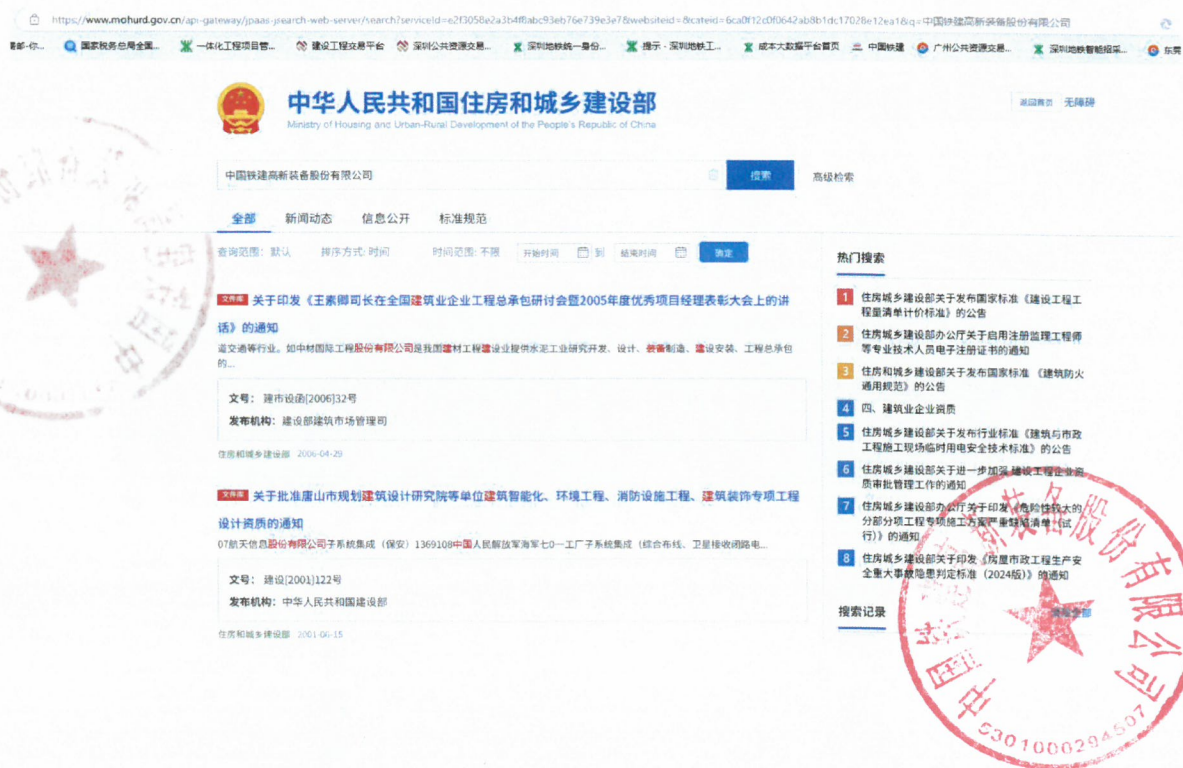 https://www.mohurd.gov.cn/api-gateway/jpaas-jsearch-web-server/search?serviceId=e2f3058e2a3b4ff8abc93eb76e739e3e7&websiteid=&cateid=6ca0f12c0f0642ab8b1dc17028e12ea1&q=中国铁建高新装备股份有限公司
国家税务总局全国... 一体化工程项目管... 建设工程交易平台 深圳公共资源交易... 深圳地铁统一身份... 提示 - 深圳地铁工... 成本大数据平台首页 中国铁建 广州公共资源交易... 深圳地铁智能招采... 东莞
中华人民共和国住房和城乡建设部
Ministry of Housing and Urban-Rural Development of the People's Republic of China
返回首页 无障碍
中国铁建高新装备股份有限公司 搜索 高级检索
全部 新闻动态 信息公开 标准规范
查询范围: 默认 排序方式: 时间 时间范围: 不限 开始时间 到 结束时间 确定
文件库 关于印发《王素卿司长在全国建筑业企业工程总承包研讨会暨2005年度优秀项目经理表彰大会上的讲
话》的通知
道交通等行业。如中材国际工程股份有限公司是我国建材工程建设业提供水泥工业研究开发、设计、装备制造、建设安装、工程总承包
的...
文号: 建市设函[2006]32号
发布机构: 建设部建筑市场管理司
住房和城乡建设部 2006-04-29
文件库 关于批准唐山市规划建筑设计研究院等单位建筑智能化、环境工程、消防设施工程、建筑装饰专项工程
设计资质的通知
07航天信息股份有限公司子系统集成（保安）1369108中国人民解放军海军七0一工厂子系统集成（综合布线、卫星接收闭路电...
文号: 建设[2001]122号
发布机构: 中华人民共和国建设部
住房和城乡建设部 2001-06-15
热门搜索
1 住房城乡建设部关于发布国家标准《建设工程工
程量清单计价标准》的公告
2 住房城乡建设部办公厅关于启用注册监理工程师
等专业技术人员电子注册证书的通知
3 住房和城乡建设部关于发布国家标准 《建筑防火
通用规范》的公告
4 四、建筑业企业资质
5 住房城乡建设部关于发布行业标准《建筑与市政
工程施工现场临时用电安全技术标准》的公告
6 住房城乡建设部关于进一步加强 建设工程企业资
质审批管理工作的通知
7 住房城乡建设部办公厅关于印发《危险性较大的
分部分项工程专项施工方案严重缺陷清单（试
行）》的通知
8 住房城乡建设部关于印发《房屋市政工程生产安
全重大事故隐患判定标准（2024版）》的通知
搜索记录
中国铁建高新装备股份有限公司
5301000294507